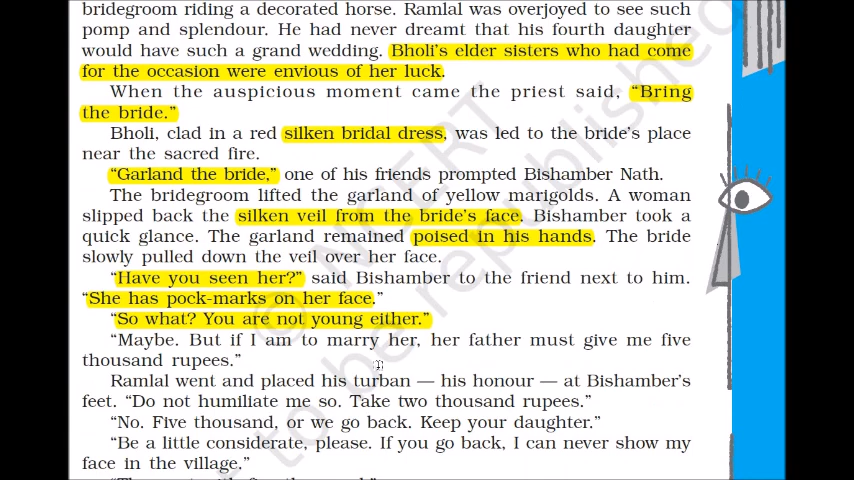 bridegroom riding a decorated horse. Ramlal was overjoyed to see such
pomp and splendour. He had never dreamt that his fourth daughter
would have such a grand wedding. Bholi's elder sisters who had come
for the occasion were envious of her luck.
When the auspicious moment came the priest said, “Bring
the bride.”
Bholi, clad in a red silken bridal dress, was led to the bride's place
near the sacred fire.
“Garland the bride,” one of his friends prompted Bishamber Nath.
The bridegroom lifted the garland of yellow marigolds. A woman
slipped back the silken veil from the bride's face. Bishamber took a
quick glance. The garland remained poised in his hands. The bride
slowly pulled down the veil over her face.
“Have you seen her?” said Bishamber to the friend next to him.
“She has pock-marks on her face.”
“So what? You are not young either.”
“Maybe. But if I am to marry her, her father must give me five
thousand rupees.”
Ramlal went and placed his turban — his honour — at Bishamber's
feet. “Do not humiliate me so. Take two thousand rupees.”
“No. Five thousand, or we go back. Keep your daughter.”
“Be a little considerate, please. If you go back, I can never show my
face in the village.”
© NCERT
not to be republished